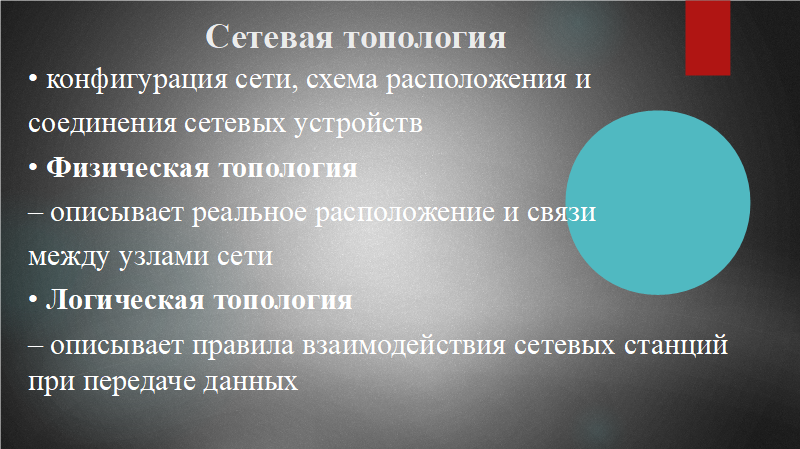 Сетевая топология
• конфигурация сети, схема расположения и
соединения сетевых устройств
• Физическая топология
– описывает реальное расположение и связи
между узлами сети
• Логическая топология
– описывает правила взаимодействия сетевых станций
при передаче данных